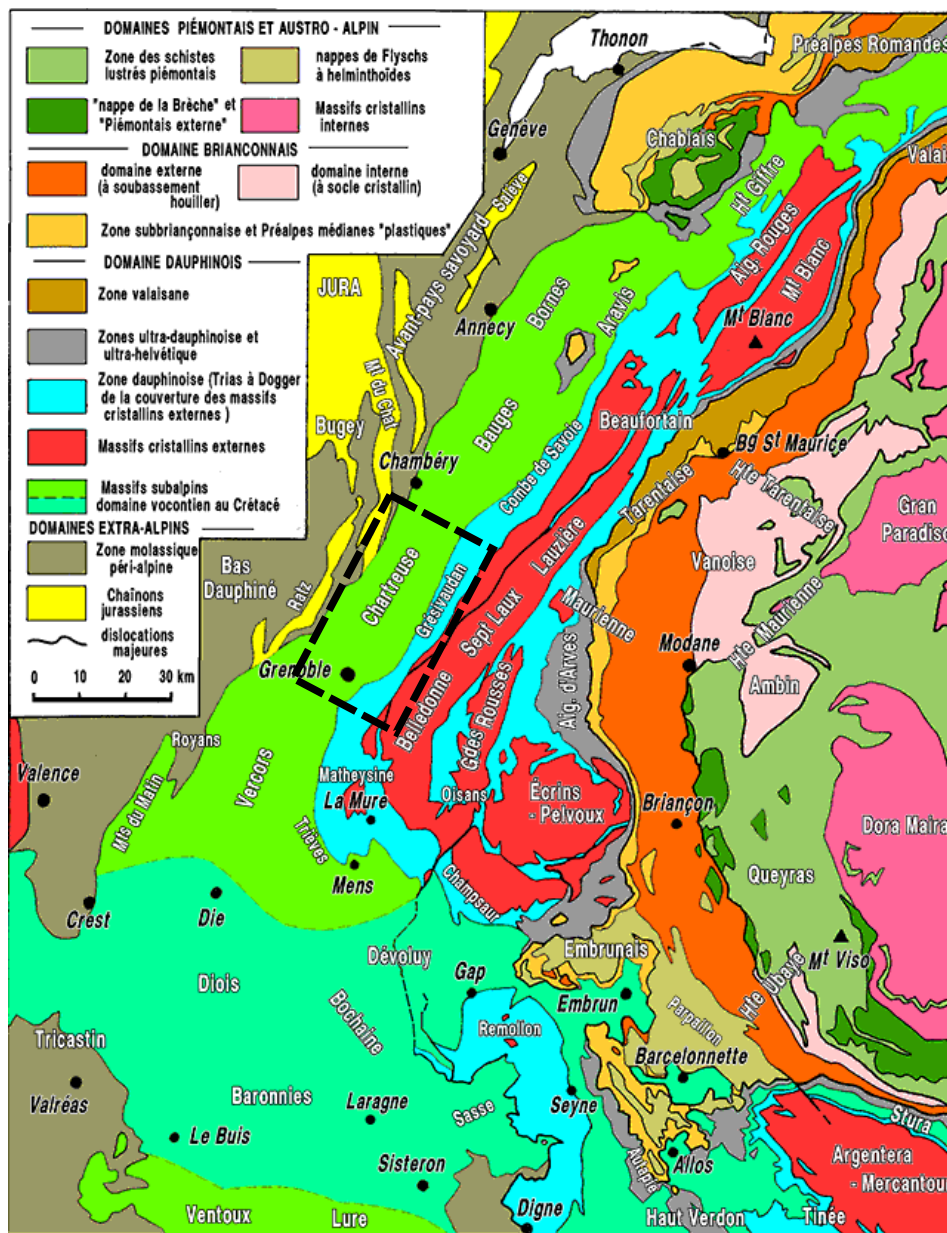 DOMAINES PIÉMONTAIS ET AUSTRO - ALPIN
Zone des schistes
lustrés piémontais
nappes de Flyschs
à helminthoïdes
"nappe de la Brèche" et
"Piémontais externe"
Massifs cristallins
internes
DOMAINE BRIANCONNAIS
domaine externe
(à soubassement
houiller)
domaine interne
(à socle cristallin)
Zone subbriançonnaise et Préalpes médianes "plastiques"
DOMAINE DAUPHINOIS
Zone valaisane
Zones ultra-dauphinoise et
ultra-helvétique
Zone dauphinoise (Trias à Dogger
de la couverture des massifs
cristallins externes )
Massifs cristallins externes
Massifs subalpins
domaine vocontien au Crétacé
DOMAINES EXTRA-ALPINS
Zone molassique
péri-alpine
Chaînons
jurassiens
dislocations
majeures
0 10 20 30 km
Thonon
Préalpes Romandes
Genève
Chablais
Valais
Ht Giffre
Salève
Avant-pays savoyard
Aig. Rouges
Mt Blanc
JURA
Bornes
Aravis
Annecy
Mt Blanc
Mt du Chat
Bugey
Bauges
Beaufortain
Bg St Maurice
Chambéry
Combe de Savoie
Tarentaise
Hte Tarentaise
Gran
Paradiso
Bas
Dauphiné
Ratz
Chartreuse
Grésivaudan
Lauzière
Vanoise
Sept Laux
Maurienne
Modane
Hte Maurienne
Grenoble
Belledonne
Gdes Rousses
Aig. d'Arves
Ambin
Royans
Valence
Vercors
Matheysine
Oisans
Écrins
- Pelvoux
La Mure
Briançon
Mts du Matin
Trièves
Dora Maira
Mens
Champsaur
Queyras
Crest
Die
Dévoluy
Embrunais
Mt Viso
Diois
Gap
Embrun
Hte Ubaye
Bochaine
Parpaillon
Remollon
Tricastin
Barcelonnette
Valréas
Baronnies
Laragne
Sasse
Seyne
Stura
Le Buis
Sisteron
Allos
Argentera
- Mercantour
Ventoux
Lure
Digne
Haut Verdon
Tinée